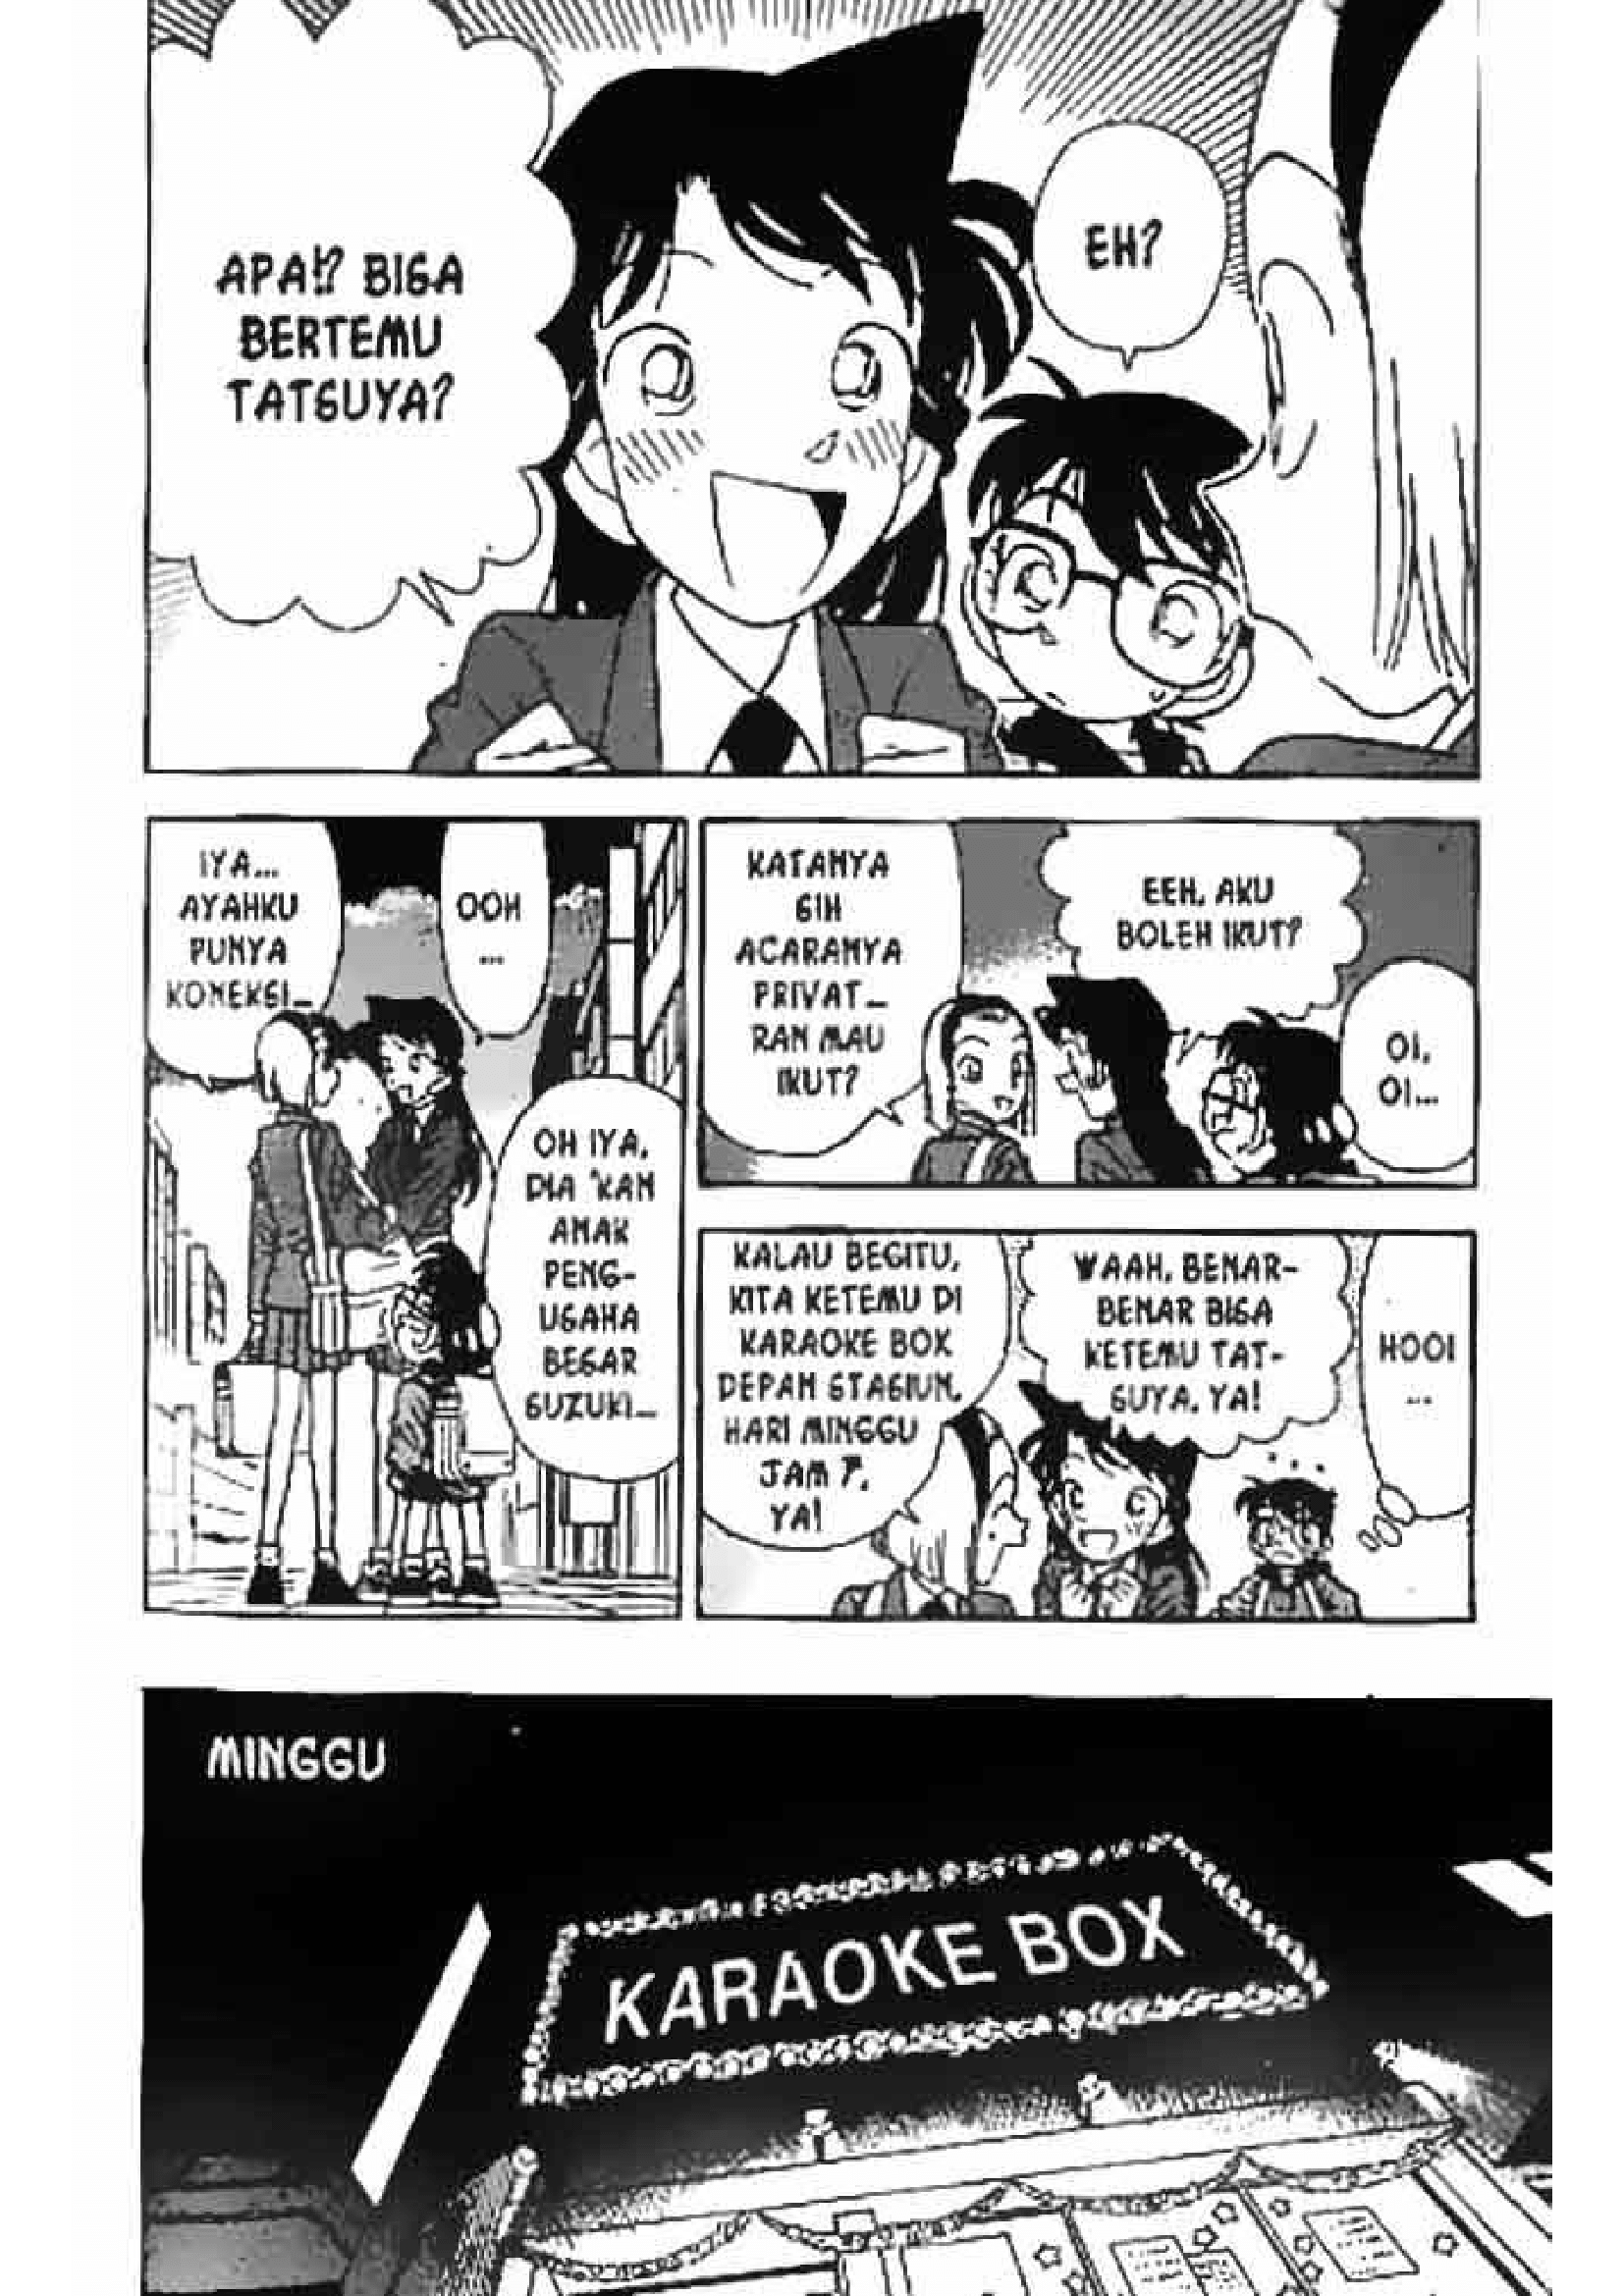 EH?
APA!? BISA
BERTEMU
TATSUYA?
EEH, AKU
BOLEH IKUT?
OI,
OI...
KATANYA
SIH
ACARANYA
PRIVAT...
RAN MAU
IKUT?
OOH
...
IYA...
AYAHKU
PUNYA
KONEKSI...
OH IYA,
DIA 'KAN
ANAK
PENG-
USAHA
BESAR
SUZUKI...
HOOI
...
WAAH, BENAR-
BENAR BISA
KETEMU TAT-
SUYA, YA!
KALAU BEGITU,
KITA KETEMU DI
KARAOKE BOX
DEPAN STASIUN,
HARI MINGGU
JAM 7,
YA!
MINGGU
KARAOKE BOX